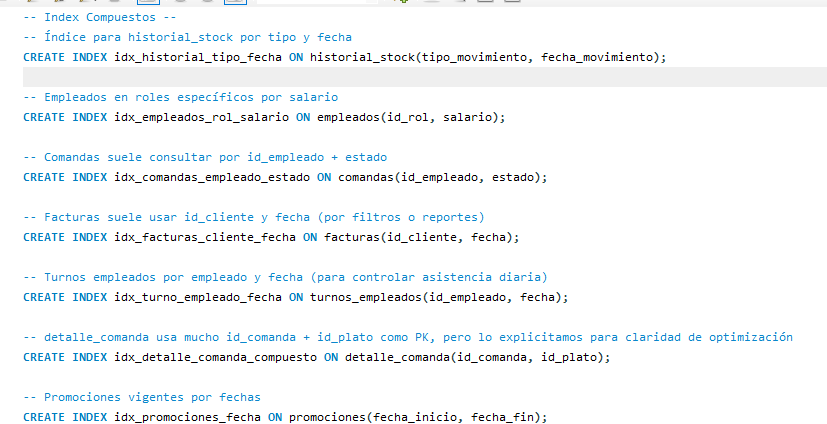 -- Index Compuestos --
-- Índice para historial_stock por tipo y fecha
CREATE INDEX idx_historial_tipo_fecha ON historial_stock(tipo_movimiento, fecha_movimiento);
-- Empleados en roles específicos por salario
CREATE INDEX idx_empleados_rol_salario ON empleados(id_rol, salario);
-- Comandas suele consultar por id_empleado + estado
CREATE INDEX idx_comandas_empleado_estado ON comandas(id_empleado, estado);
-- Facturas suele usar id_cliente y fecha (por filtros o reportes)
CREATE INDEX idx_facturas_cliente_fecha ON facturas(id_cliente, fecha);
-- Turnos empleados por empleado y fecha (para controlar asistencia diaria)
CREATE INDEX idx_turno_empleado_fecha ON turnos_empleados(id_empleado, fecha);
-- detalle_comanda usa mucho id_comanda + id_plato como PK, pero lo explicitamos para claridad de optimización
CREATE INDEX idx_detalle_comanda_compuesto ON detalle_comanda(id_comanda, id_plato);
-- Promociones vigentes por fechas
CREATE INDEX idx_promociones_fecha ON promociones(fecha_inicio, fecha_fin);